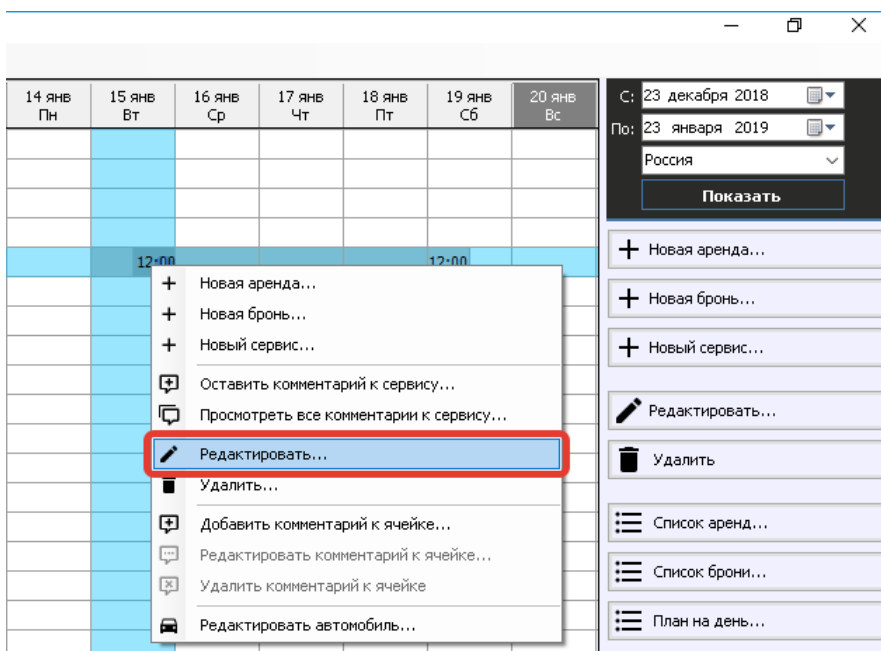 14 янв 15 янв 16 янв 17 янв 18 янв 19 янв 20 янв
Пн Вт Ср Чт Пт Сб Вс
12:00 12:00
Новая аренда...
Новая бронь...
Новый сервис...
Оставить комментарий к сервису...
Просмотреть все комментарии к сервису...
Редактировать...
Удалить...
Добавить комментарий к ячейке...
Редактировать комментарий к ячейке...
Удалить комментарий к ячейке
Редактировать автомобиль...
С: 23 декабря 2018
По: 23 января 2019
Россия
Показать
Новая аренда...
Новая бронь...
Новый сервис...
Редактировать...
Удалить
Список аренд...
Список брони...
План на день...